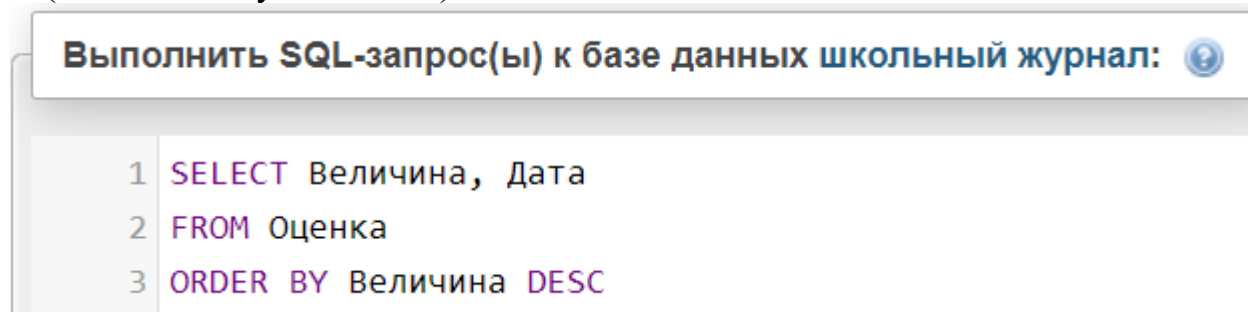 Выполнить SQL-запрос(ы) к базе данных школьный журнал:
1 SELECT Величина, Дата
2 FROM Оценка
3 ORDER BY Величина DESC